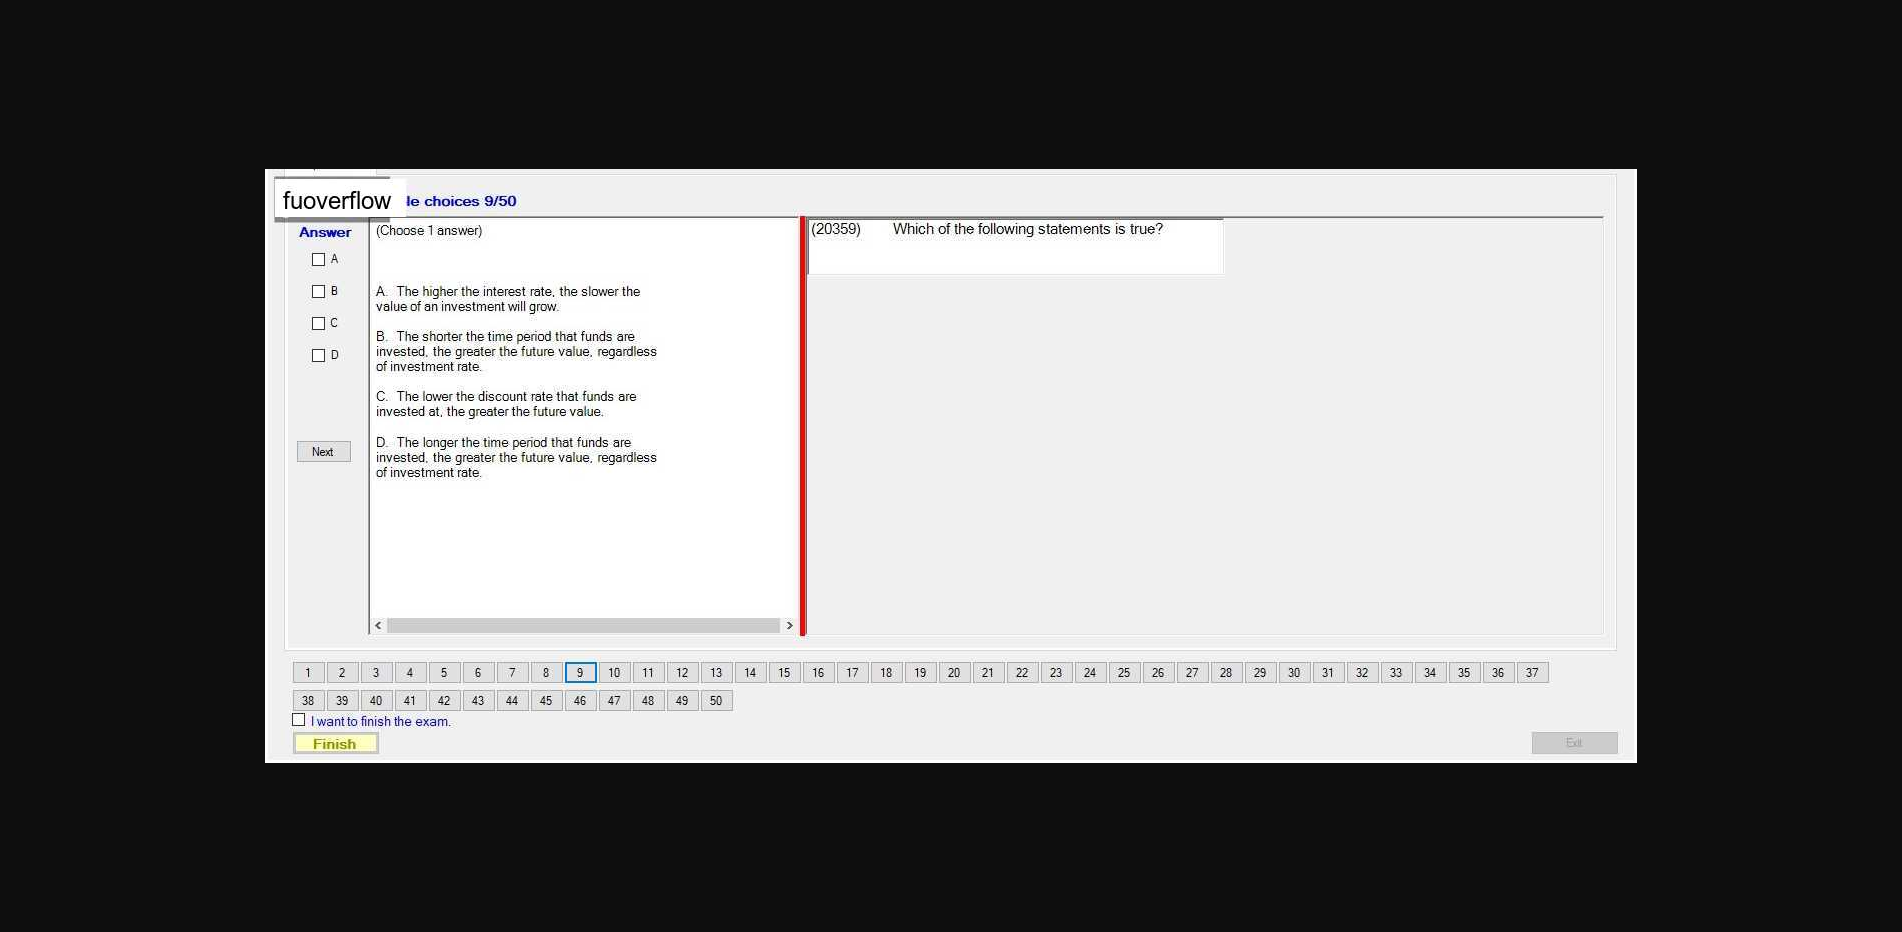 fuoverflow
le choices 9/50
Answer
(Choose 1 answer)
(20359) Which of the following statements is true?
A
B
C
D
A. The higher the interest rate, the slower the
value of an investment will grow.
B. The shorter the time period that funds are
invested, the greater the future value, regardless
of investment rate.
C. The lower the discount rate that funds are
invested at, the greater the future value.
D. The longer the time period that funds are
invested, the greater the future value, regardless
of investment rate.
Next
1 2 3 4 5 6 7 8 9 10 11 12 13 14 15 16 17 18 19 20 21 22 23 24 25 26 27 28 29 30 31 32 33 34 35 36 37
38 39 40 41 42 43 44 45 46 47 48 49 50
I want to finish the exam.
Finish
Exit